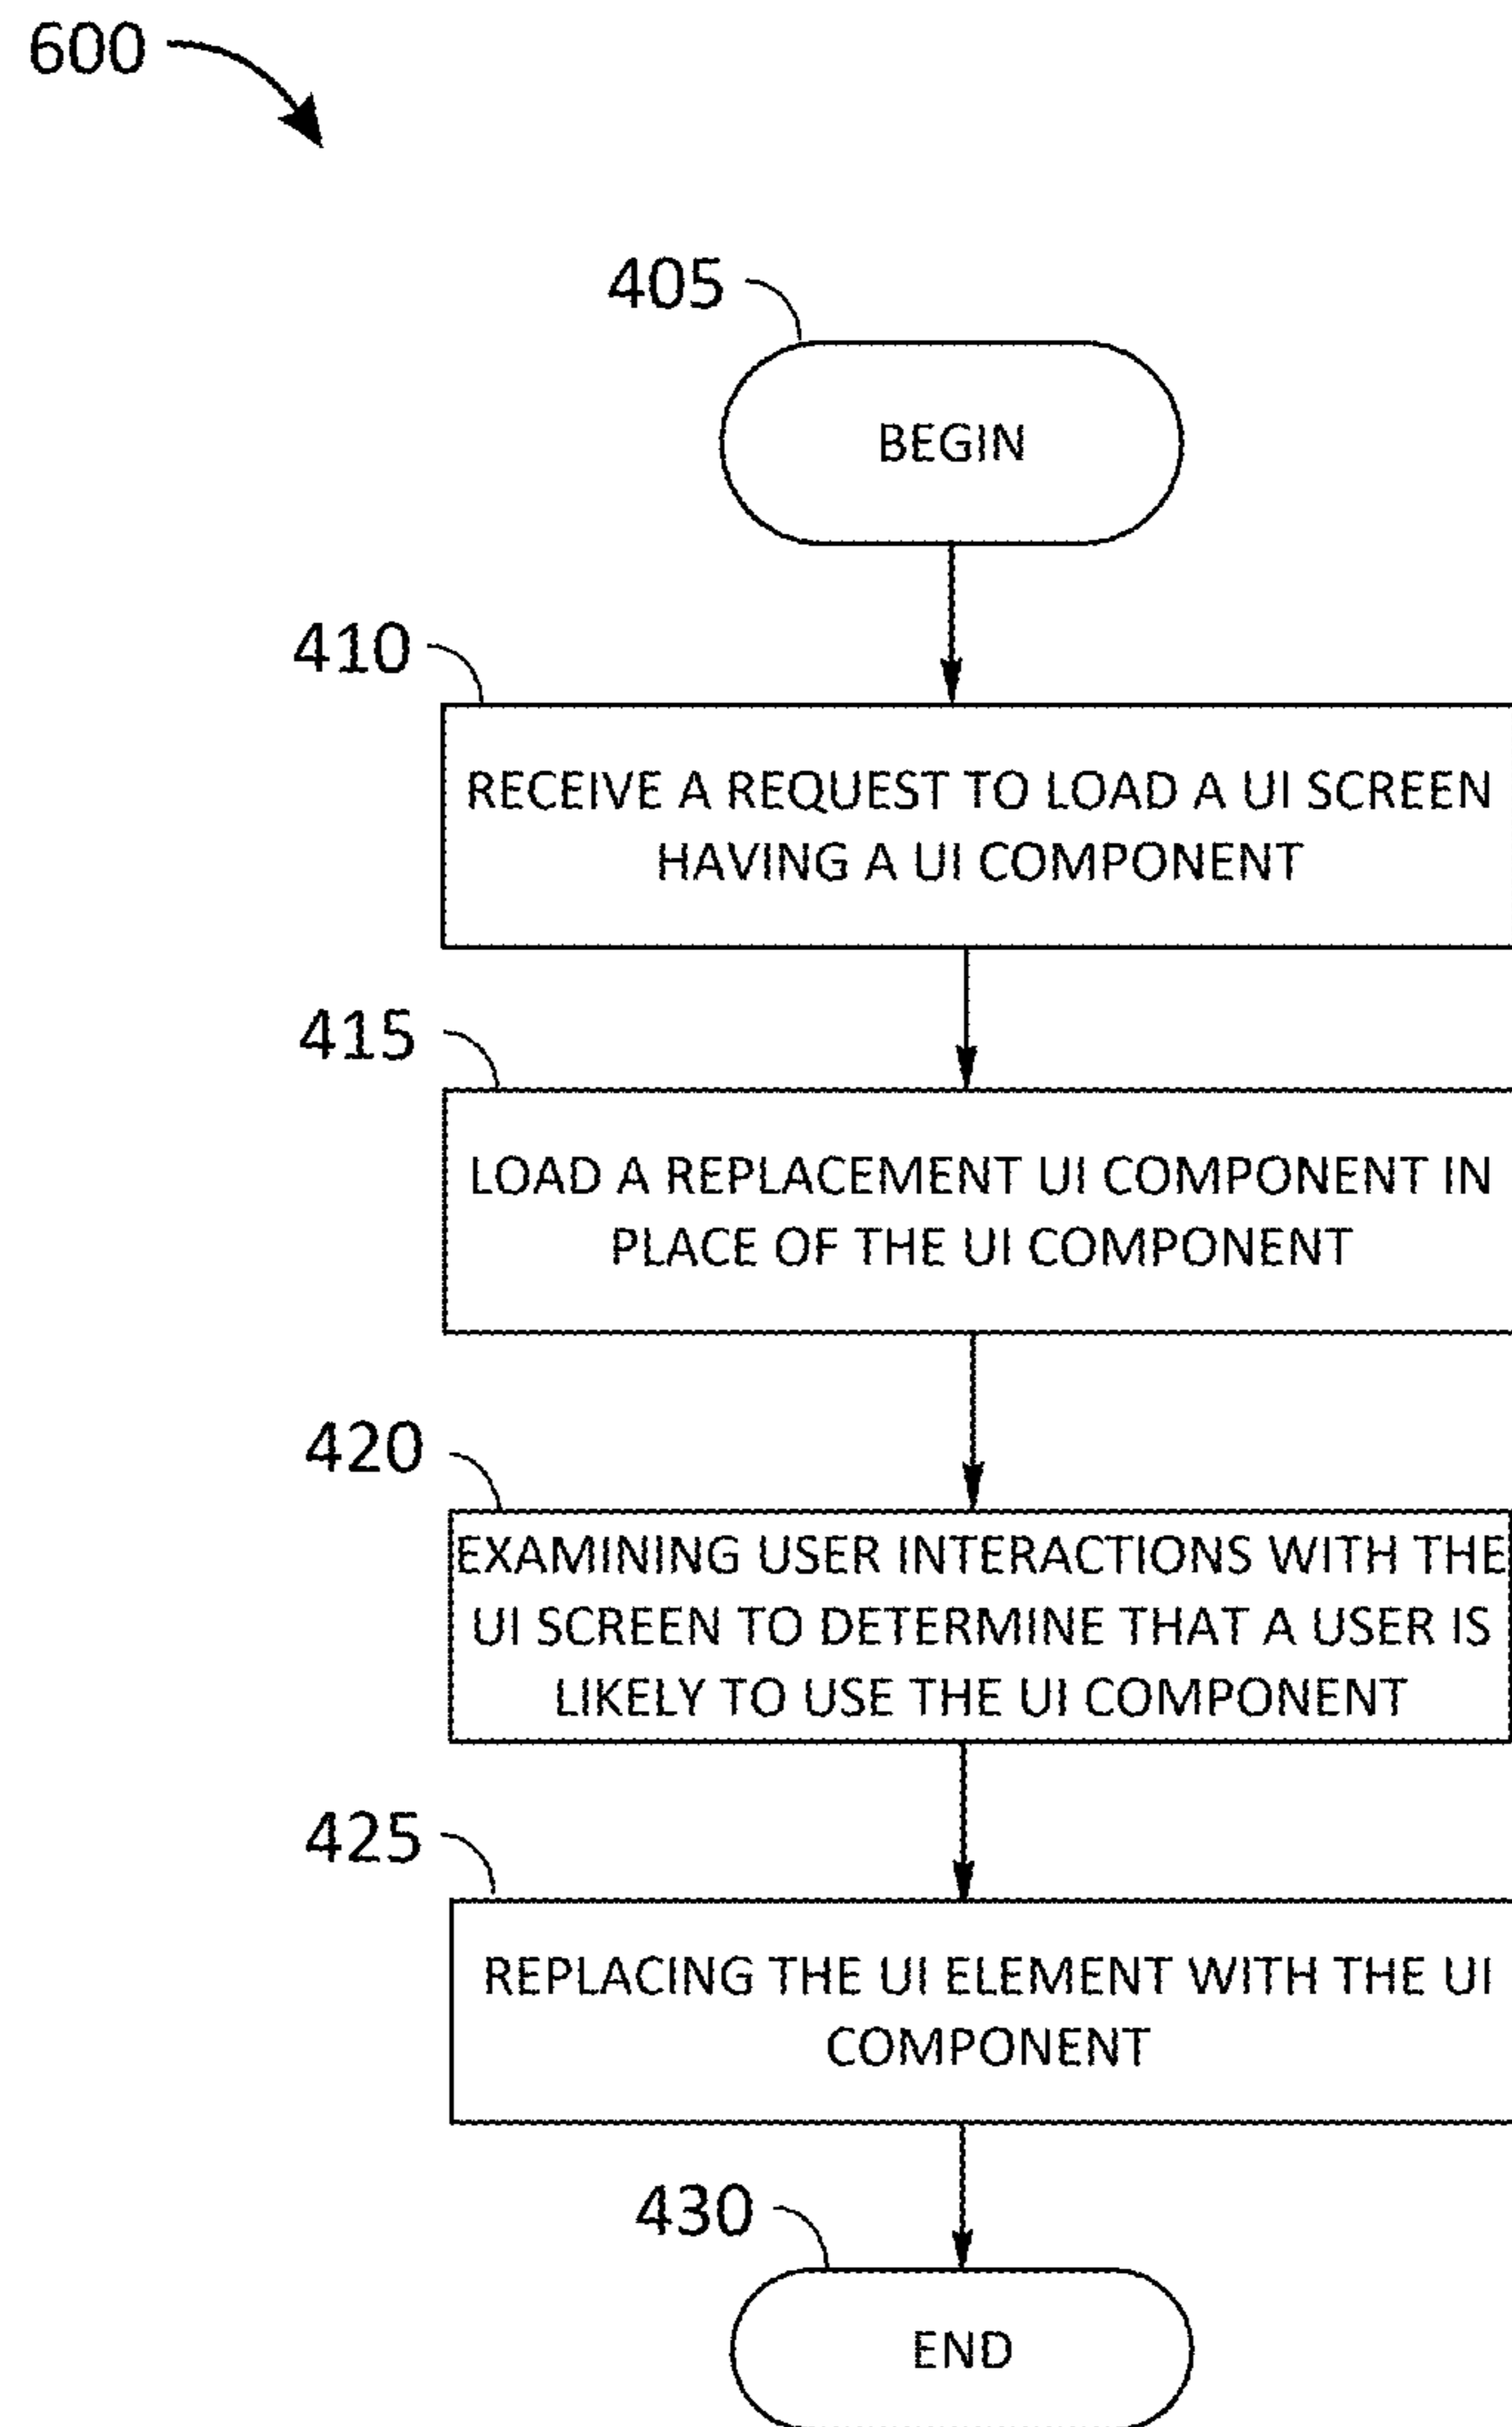 600
405
BEGIN
410
RECEIVE A REQUEST TO LOAD A UI SCREEN
HAVING A UI COMPONENT
415
LOAD A REPLACEMENT UI COMPONENT IN
PLACE OF THE UI COMPONENT
420
EXAMINING USER INTERACTIONS WITH THE
UI SCREEN TO DETERMINE THAT A USER IS
LIKELY TO USE THE UI COMPONENT
425
REPLACING THE UI ELEMENT WITH THE UI
COMPONENT
430
END